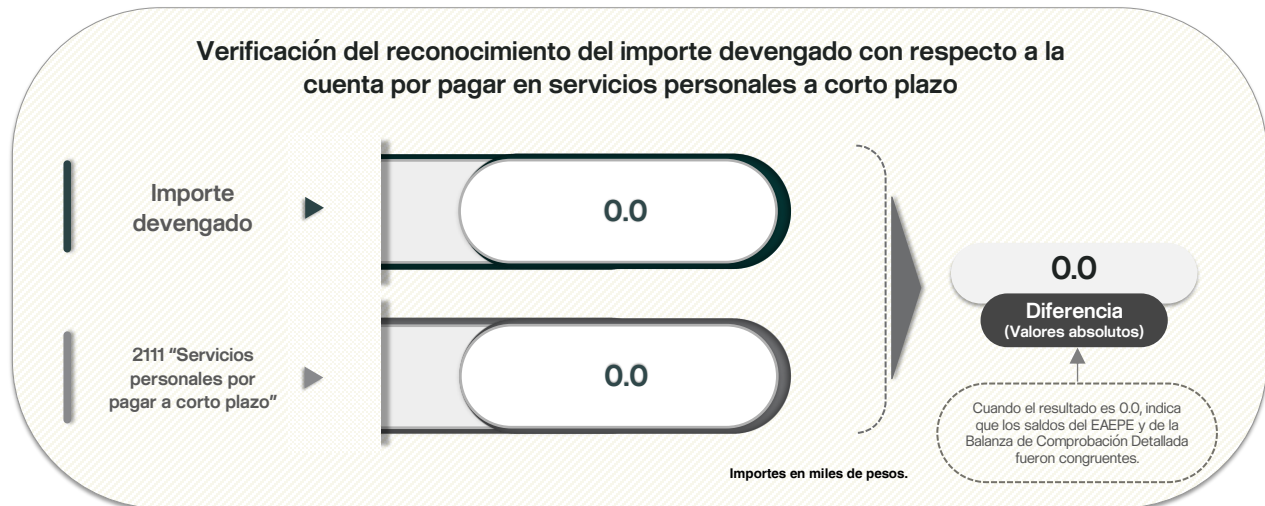 Verificación del reconocimiento del importe devengado con respecto a la
cuenta por pagar en servicios personales a corto plazo
Importe
devengado
0.0
2111 “Servicios
personales por
pagar a corto plazo”
0.0
0.0
Diferencia
(Valores absolutos)
Cuando el resultado es 0.0, indica
que los saldos del EAEPE y de la
Balanza de Comprobación Detallada
fueron congruentes.
Importes en miles de pesos.